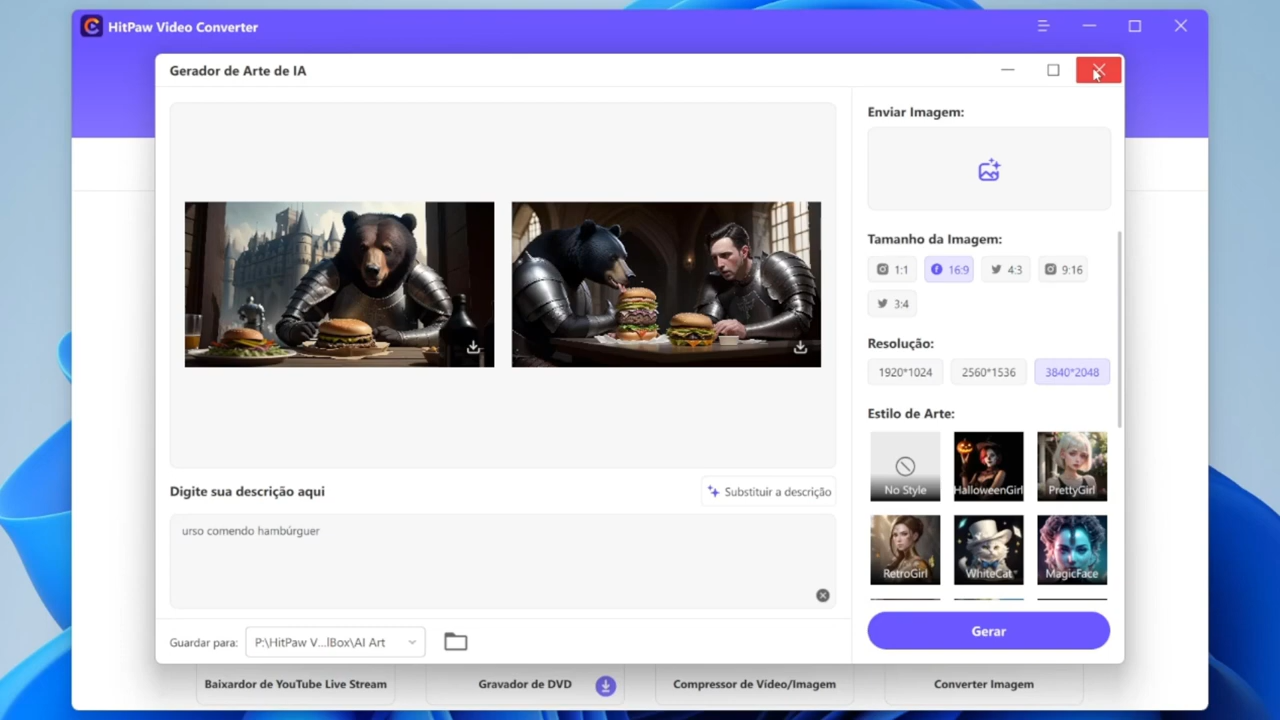 HitPaw Video Converter
Gerador de Arte de IA
Enviar Imagem:
Tamanho da Imagem:
1:1
16:9
4:3
9:16
3:4
Resolução:
1920*1024
2560*1536
3840*2048
Estilo de Arte:
No Style
HalloweenGirl
PrettyGirl
RetroGirl
WhiteCat
MagicFace
Digite sua descrição aqui
Substituir a descrição
urso comendo hambúrguer
Guardar para:
P:\HitPaw V...lBox\AI Art
Gerar
Baixardor de YouTube Live Stream
Gravador de DVD
Compressor de Vídeo/Imagem
Converter Imagem